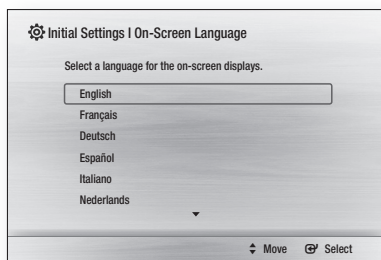 Initial Settings I On-Screen Language
Select a language for the on-screen displays.
English
Français
Deutsch
Español
Italiano
Nederlands
Move Select